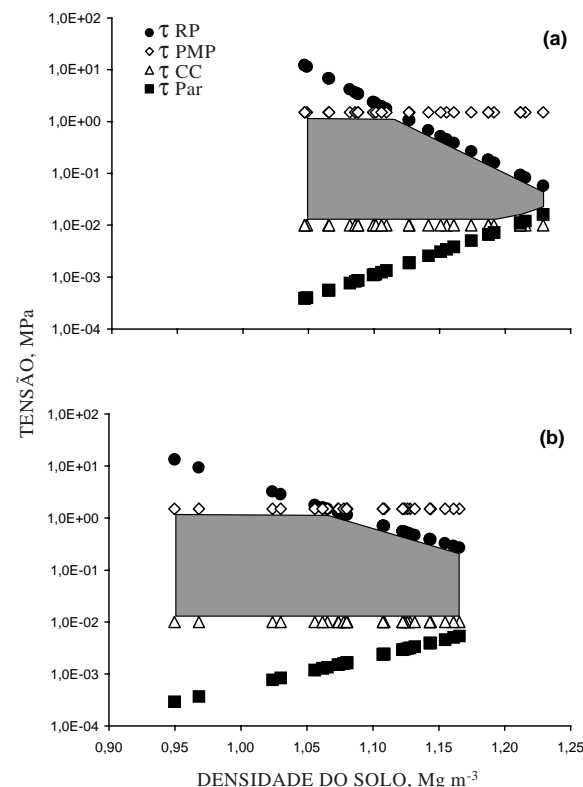 1,0E+02
1,0E+01
1,0E+00
1,0E-01
1,0E-02
1,0E-03
1,0E-04
τ RP
τ PMP
τ CC
τ Par
(a)
TENSÃO, MPa
1,0E+02
1,0E+01
1,0E+00
1,0E-01
1,0E-02
1,0E-03
1,0E-04
(b)
0,90 0,95 1,00 1,05 1,10 1,15 1,20 1,25
DENSIDADE DO SOLO, Mg m-3